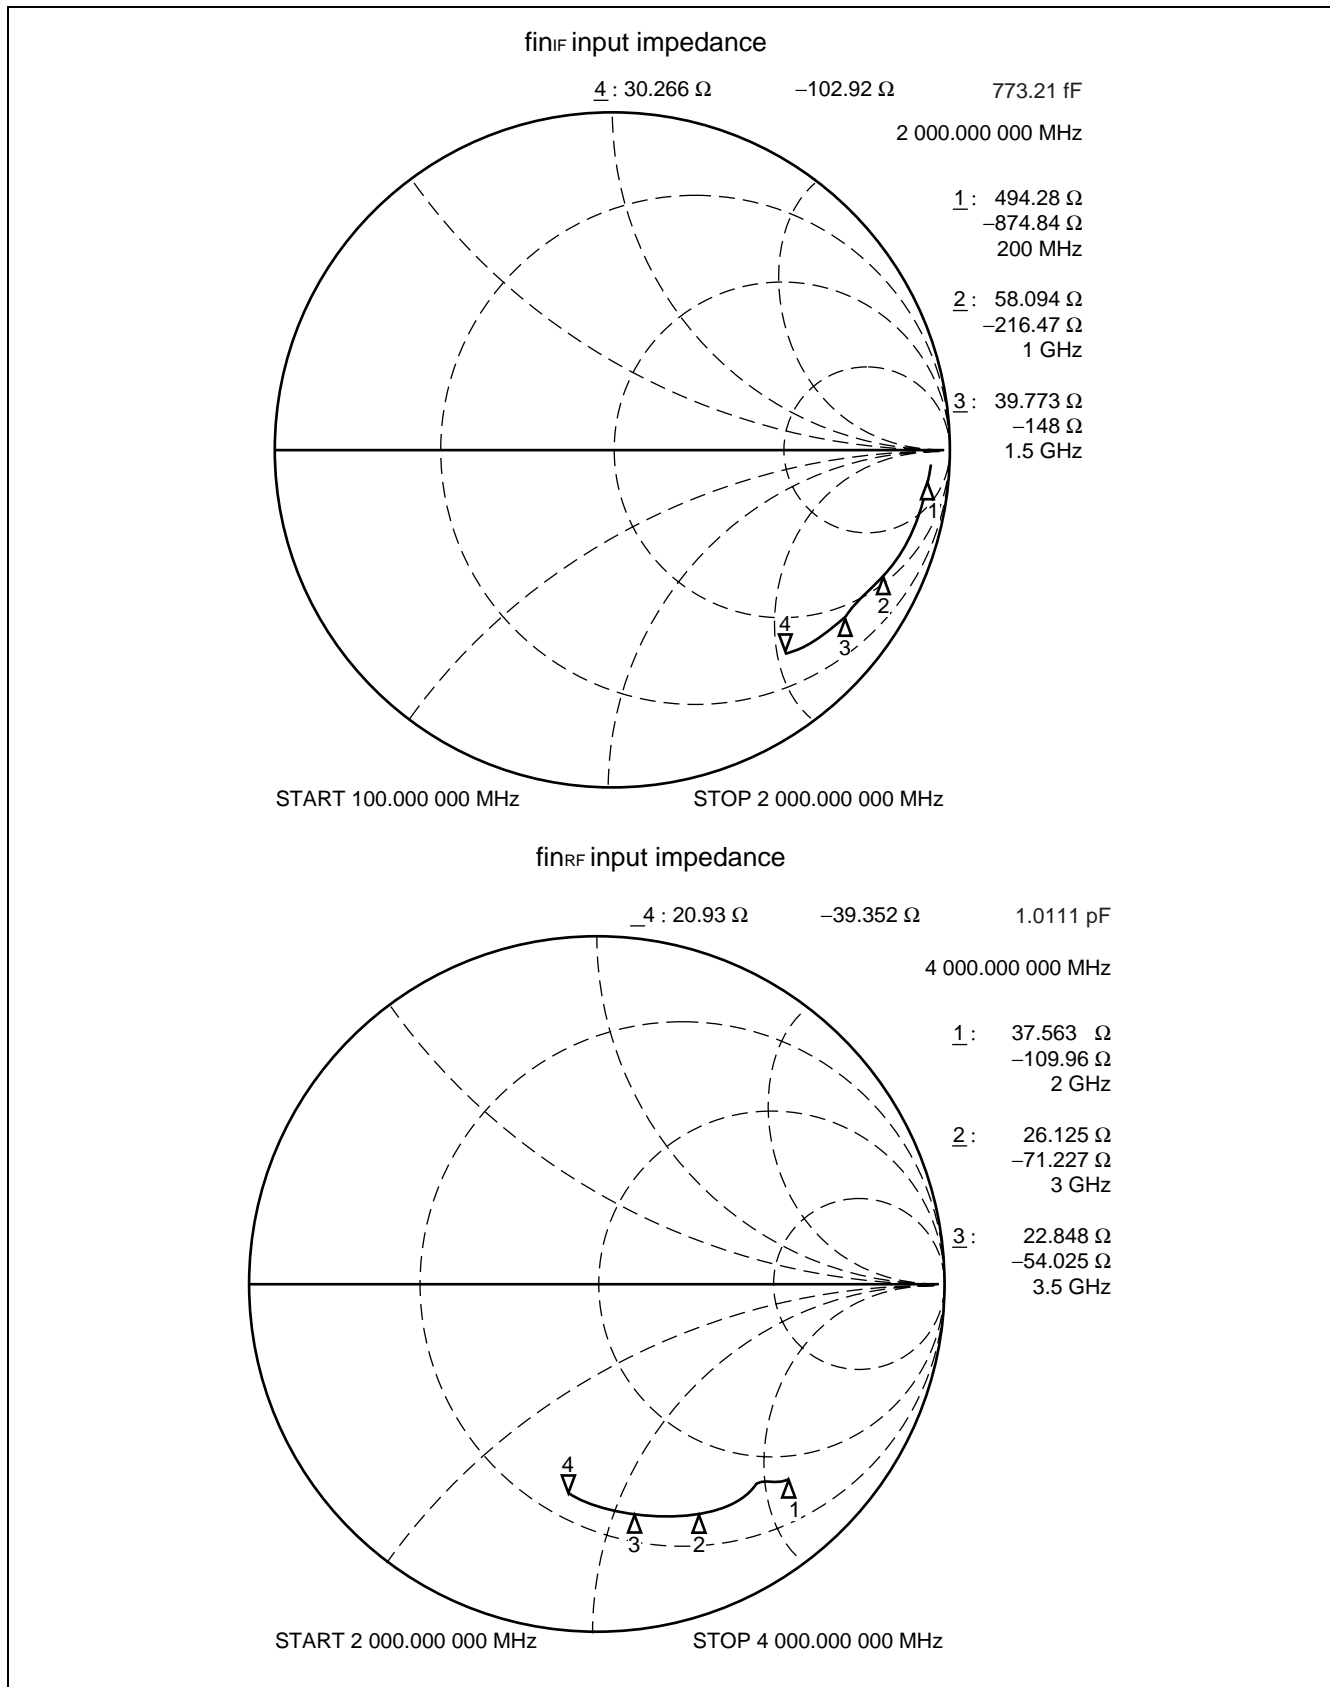 finIF input impedance
4 : 30.266 Ω −102.92 Ω 773.21 fF
2 000.000 000 MHz
1 : 494.28 Ω
−874.84 Ω
200 MHz
2 : 58.094 Ω
−216.47 Ω
1 GHz
3 : 39.773 Ω
−148 Ω
1.5 GHz
1
2
4
3
START 100.000 000 MHz STOP 2 000.000 000 MHz
finRF input impedance
4 : 20.93 Ω −39.352 Ω 1.0111 pF
4 000.000 000 MHz
1 : 37.563 Ω
−109.96 Ω
2 GHz
2 : 26.125 Ω
−71.227 Ω
3 GHz
3 : 22.848 Ω
−54.025 Ω
3.5 GHz
4
1
3
2
START 2 000.000 000 MHz STOP 4 000.000 000 MHz